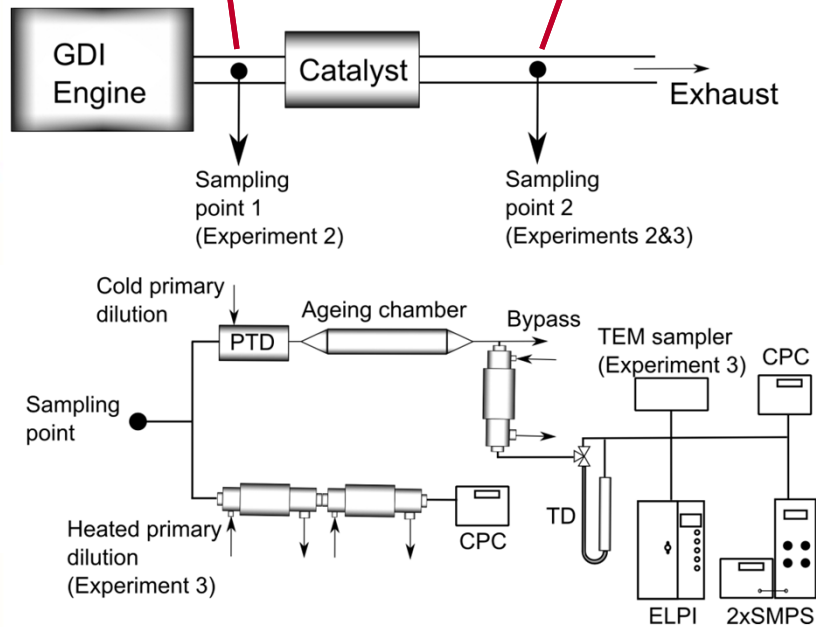 GDI
Engine
Catalyst
Exhaust
Sampling
point 1
(Experiment 2)
Sampling
point 2
(Experiments 2&3)
Cold primary
dilution
PTD
Ageing chamber
Bypass
TEM sampler
(Experiment 3)
CPC
Sampling
point
Heated primary
dilution
(Experiment 3)
CPC
TD
ELPI
2xSMPS